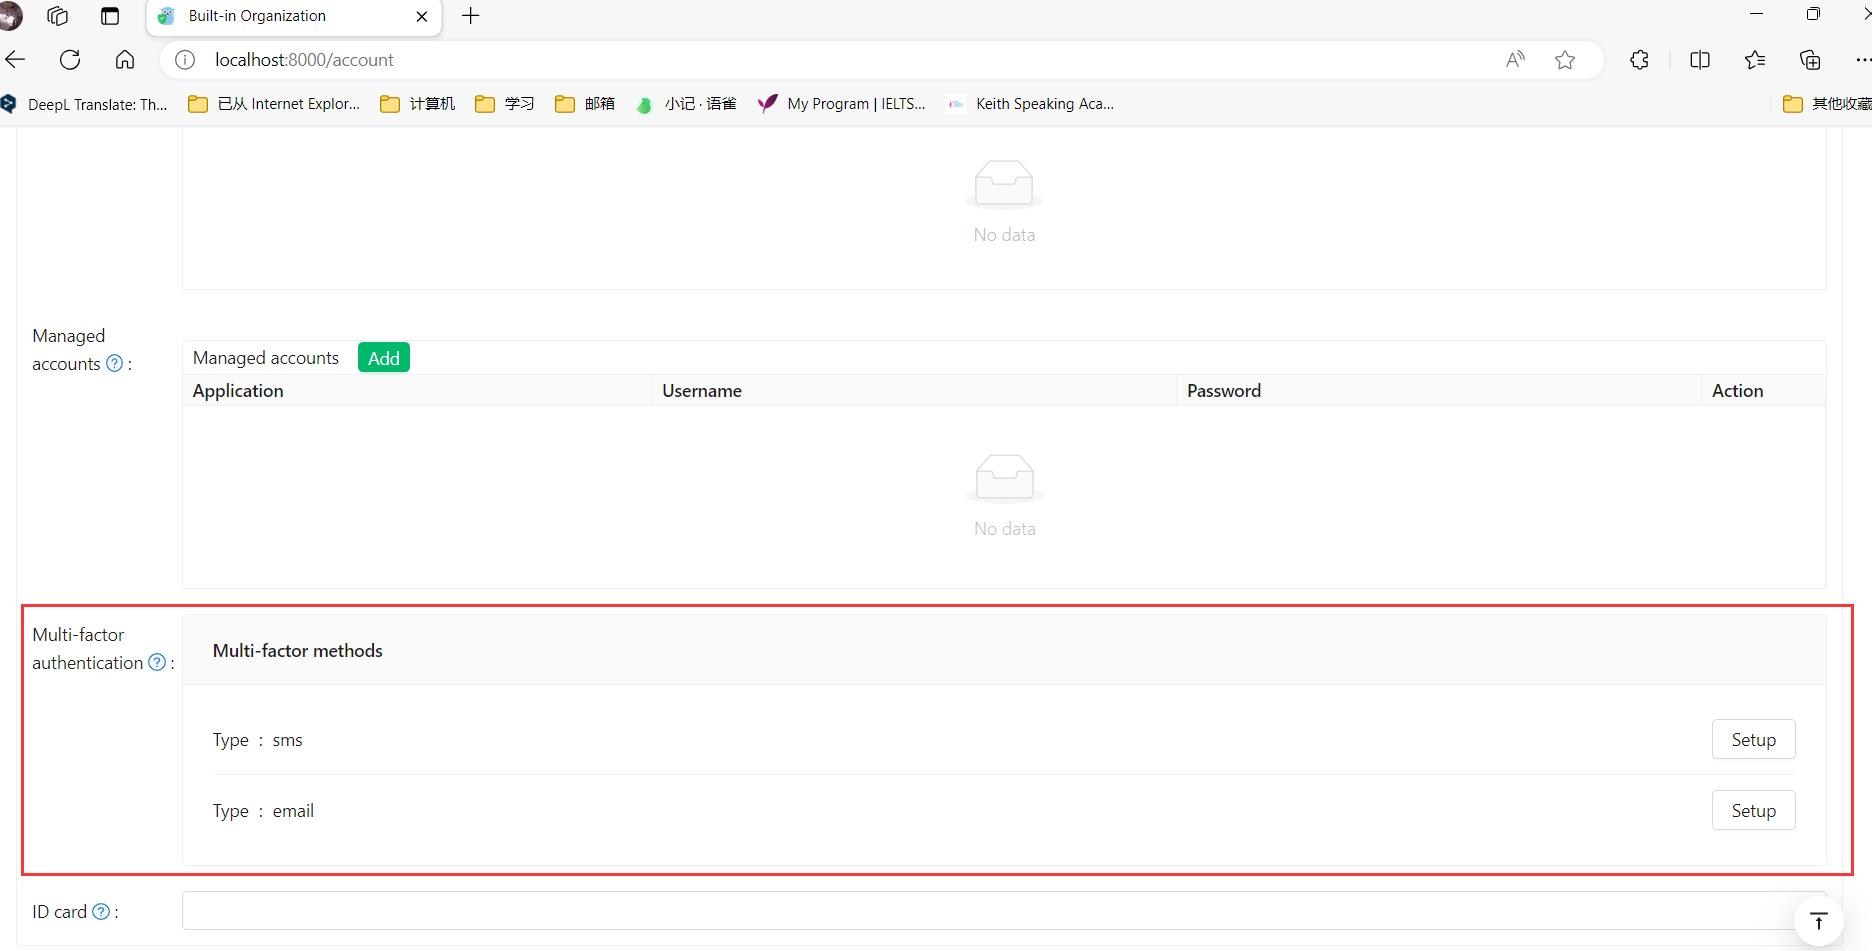 Built-in Organization
localhost:8000/account
DeepL Translate: Th... 已从 Internet Explor... 计算机 学习 邮箱 小记 · 语雀 My Program | IELTS... Keith Speaking Aca... 其他收藏
No data
Managed accounts ? :
Managed accounts Add
Application Username Password Action
No data
Multi-factor authentication ? :
Multi-factor methods
Type : sms Setup
Type : email Setup
ID card ? :